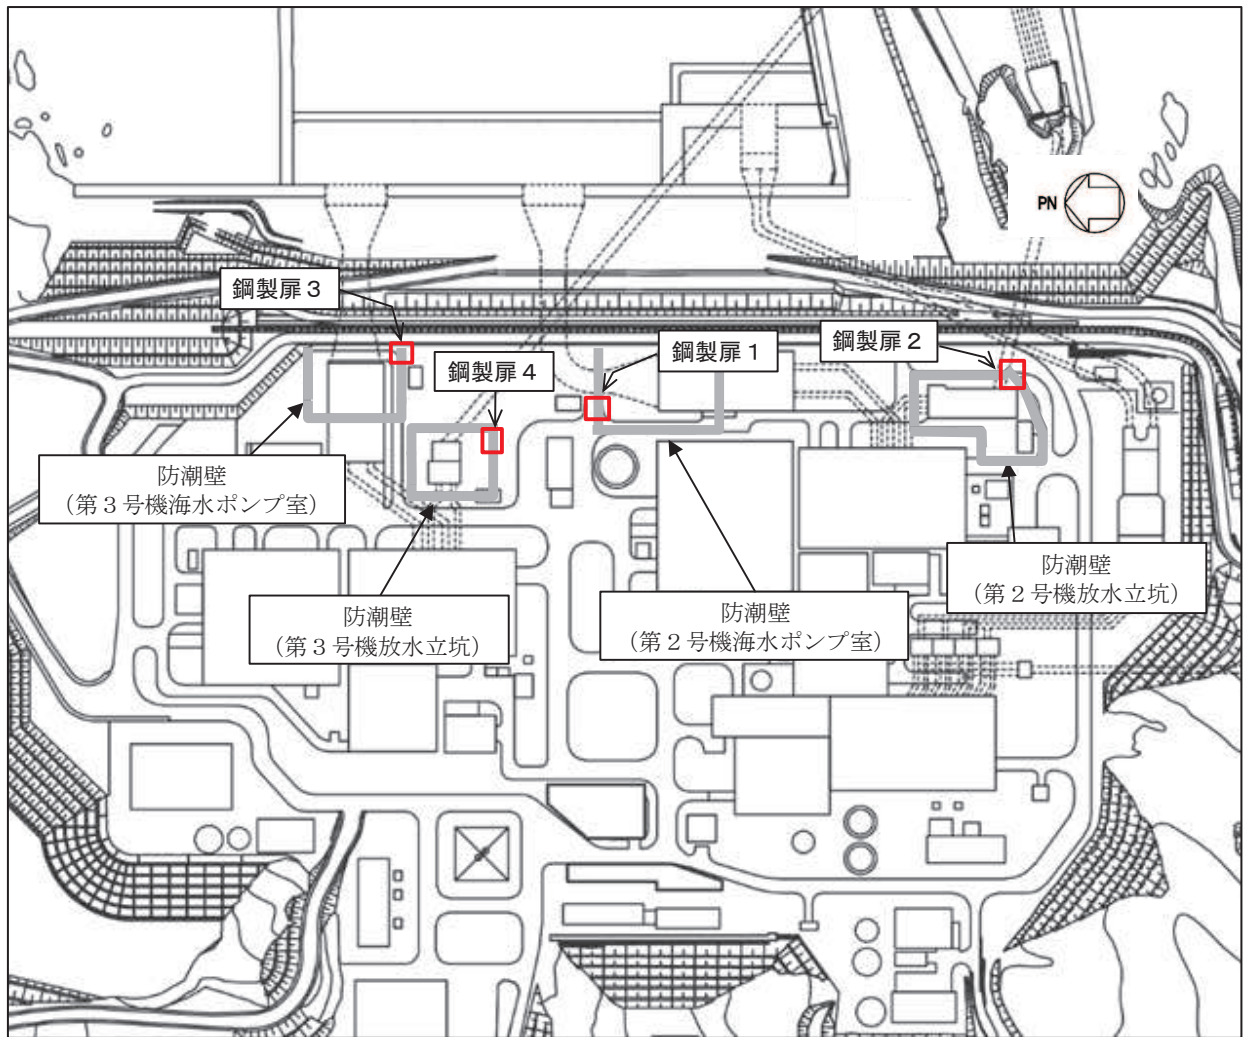 PN
鋼製扉３
鋼製扉４
鋼製扉１
鋼製扉２
防潮壁
（第３号機海水ポンプ室）
防潮壁
（第３号機放水立坑）
防潮壁
（第２号機海水ポンプ室）
防潮壁
（第２号機放水立坑）